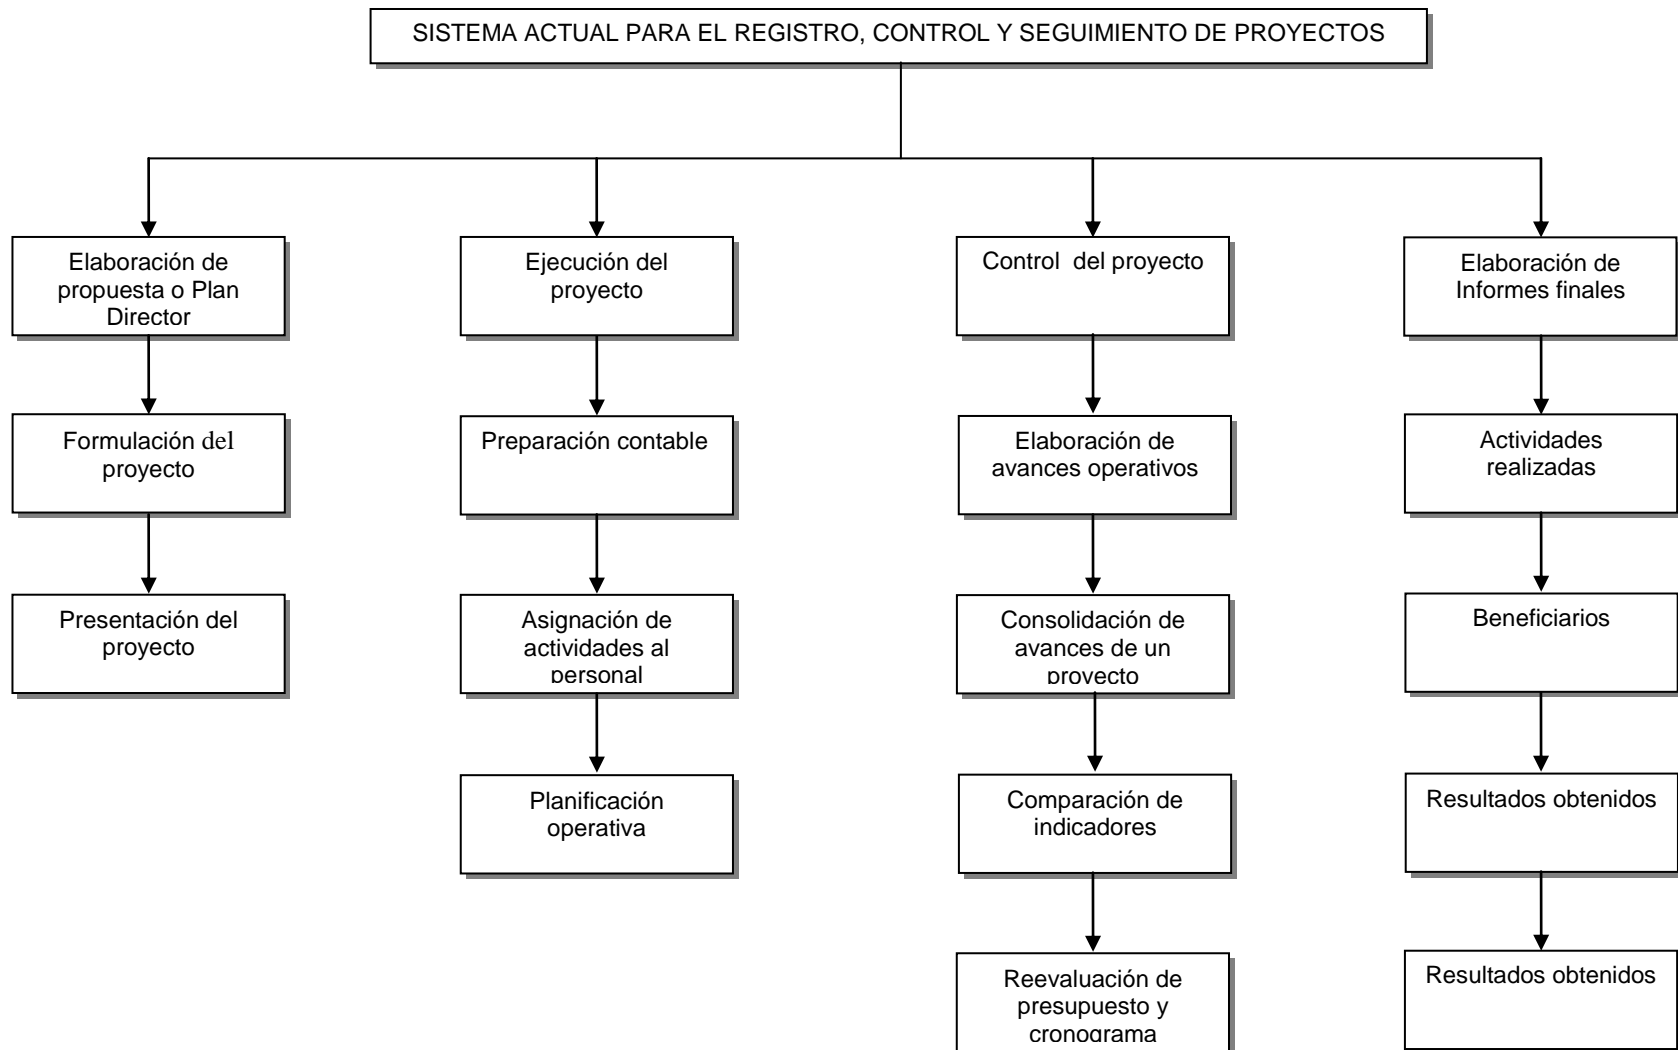 SISTEMA ACTUAL PARA EL REGISTRO, CONTROL Y SEGUIMIENTO DE PROYECTOS
Elaboración de
propuesta o Plan
Director
Formulación del
proyecto
Presentación del
proyecto
Ejecución del
proyecto
Preparación contable
Asignación de
actividades al
personal
Planificación
operativa
Control  del proyecto
Elaboración de
avances operativos
Consolidación de
avances de un
proyecto
Comparación de
indicadores
Reevaluación de
presupuesto y
cronograma
Elaboración de
Informes finales
Actividades
realizadas
Beneficiarios
Resultados obtenidos
Resultados obtenidos